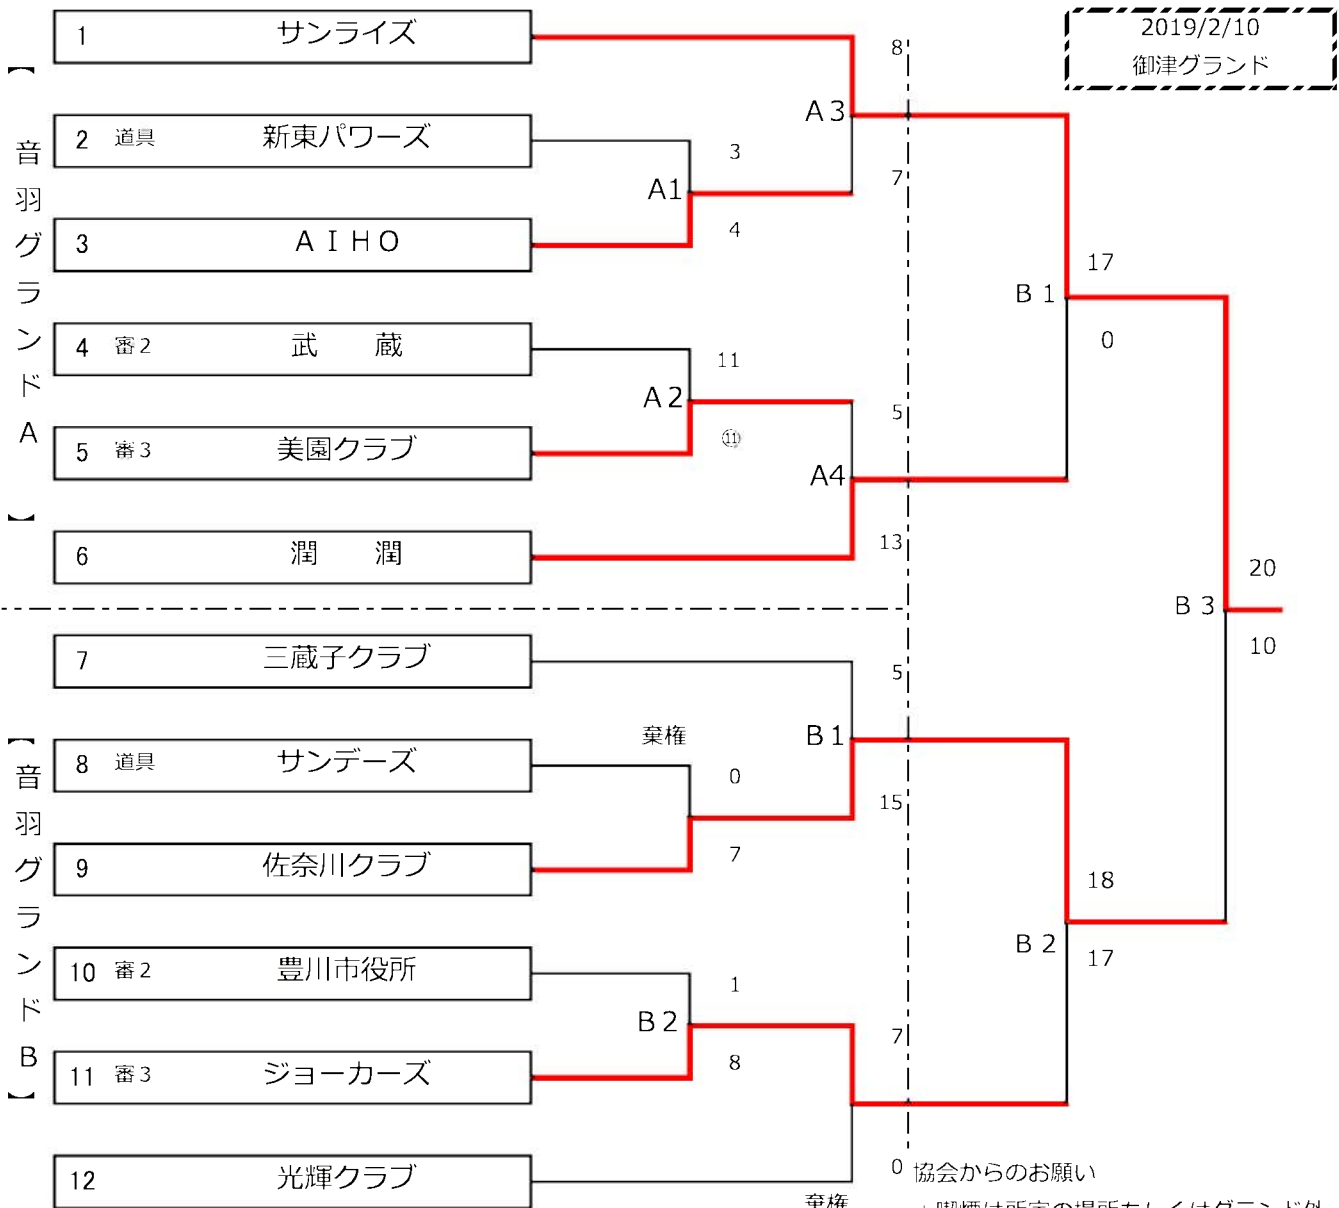 2019/2/10
御津グランド
【音羽グランドA】
1 サンライズ
2 道具 新東パワーズ
3 AIHO
4 審2 武　蔵
5 審3 美園クラブ
6 潤　潤
A1
3
4
A2
11
⑪
A3
8
7
A4
5
13
B1
17
0
B3
20
10
【音羽グランドB】
7 三蔵子クラブ
8 道具 サンデーズ
9 佐奈川クラブ
10 審2 豊川市役所
11 審3 ジョーカーズ
12 光輝クラブ
棄権
0
7
B1
5
15
B2
1
8
7
0
棄権
B2
18
17
協会からのお願い